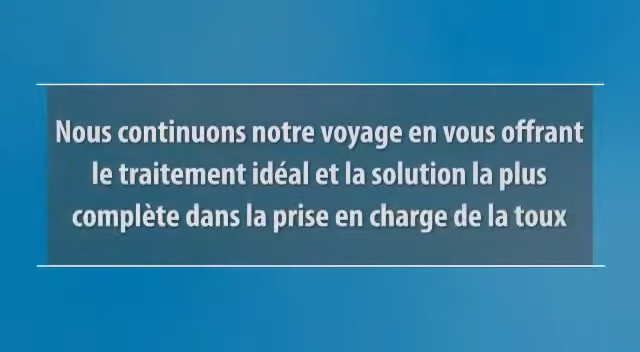 Nous continuons notre voyage en vous offrant
le traitement idéal et la solution la plus
complète dans la prise en charge de la toux